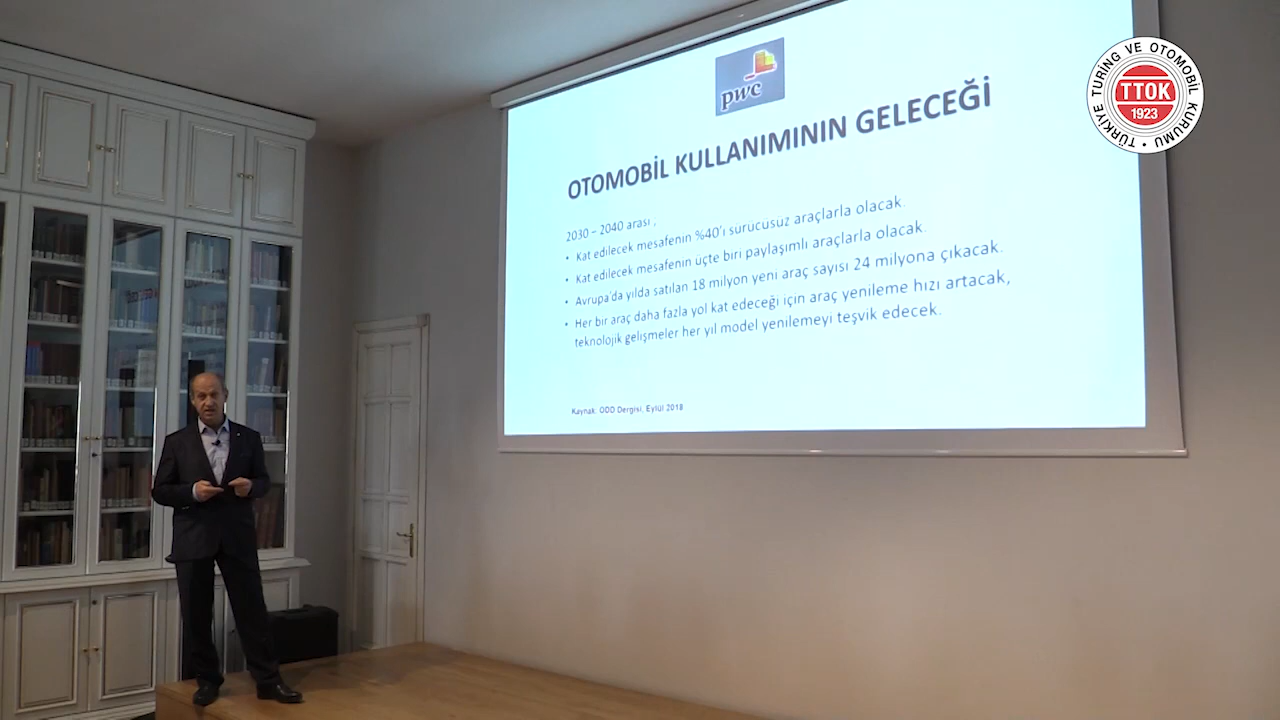 pwc
OTOMOBİL KULLANIMININ GELECEĞİ
2030 – 2040 arası ;
• Kat edilecek mesafenin %40'ı sürücüsüz araçlarla olacak.
• Kat edilecek mesafenin üçte biri paylaşımlı araçlarla olacak.
• Avrupa'da yılda satılan 18 milyon yeni araç sayısı 24 milyona çıkacak.
• Her bir araç daha fazla yol kat edeceği için araç yenileme hızı artacak,
teknolojik gelişmeler her yıl model yenilemeyi teşvik edecek.
Kaynak: ODD Dergisi, Eylül 2018
TÜRKİYE TURİNG VE OTOMOBİL KURUMU
TTOK
1923